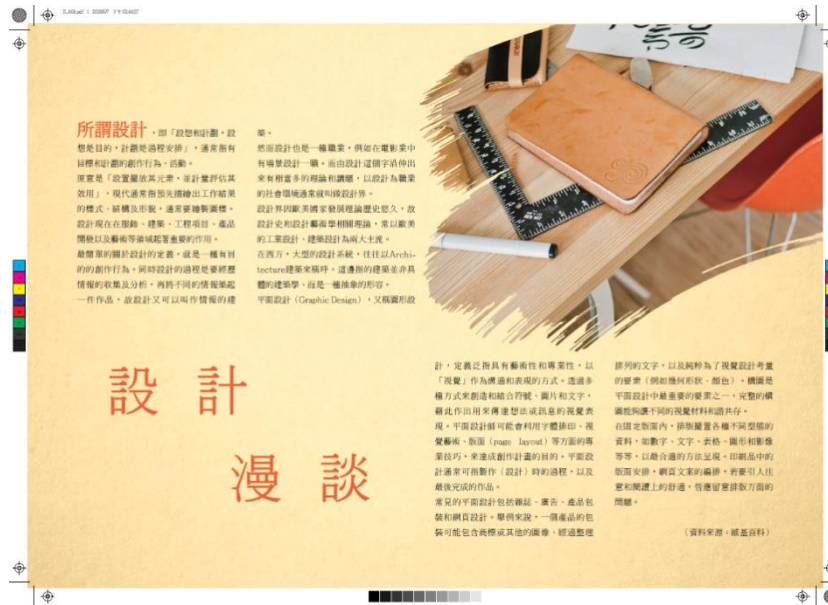 所謂設計，即「設想和計劃，設
想是目的，計劃是過程安排」，通常指有
目標和計劃的創作行為、活動。
原意是「設置擺放其元素，並計量評估其
效用」，現代通常指預先描繪出工作結果
的樣式、結構及形貌，通常要繪製圖樣。
設計現在在服飾、建築、工程項目、產品
開發以及藝術等領域起著重要的作用。
最簡單的關於設計的定義，就是一種有目
的的創作行為。同時設計的過程是要經歷
情報的收集及分析，再將不同的情報築起
一件作品，故設計又可以叫作情報的建
築。
然而設計也是一種職業，例如在電影業中
有場景設計一職。而由設計這個字沿伸出
來有相當多的理論和議題，以設計為職業
的社會環境通常就叫做設計界。
設計界因歐美國家發展理論歷史悠久，故
設計史和設計藝術學相關理論，常以歐美
的工業設計、建築設計為兩大主流。
在西方，大型的設計系統，往往以Archi-
tecture建築來稱呼。這邊指的建築並非具
體的建築學、而是一種抽象的形容。
平面設計（Graphic Design），又稱圖形設
設計
漫談
計，定義泛指具有藝術性和專業性，以
「視覺」作為溝通和表現的方式。透過多
種方式來創造和結合符號、圖片和文字，
藉此作出用來傳達想法或訊息的視覺表
現。平面設計師可能會利用字體排印、視
覺藝術、版面（page layout）等方面的專
業技巧，來達成創作計畫的目的。平面設
計通常可指製作（設計）時的過程，以及
最後完成的作品。
常見的平面設計包括雜誌、廣告、產品包
裝和網頁設計。舉例來說，一個產品的包
裝可能包含商標或其他的圖像、經過整理
排列的文字，以及純粹為了視覺設計考量
的要素（例如幾何形狀、顏色）。構圖是
平面設計中最重要的要素之一，完整的構
圖能夠讓不同的視覺材料和諧共存。
在固定版面內，排版闡置各種不同型態的
資料，如數字、文字、表格、圖形和影像
等等，以最合適的方法呈現。印刷品中的
版面安排，網頁文案的編排，若要引人注
意和閱讀上的舒適，皆應留意排版方面的
問題。
（資料來源：維基百科）